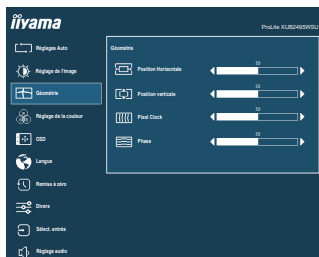 iiyama
ProLite XUB2495WSU
Réglages Auto
Réglage de l'image
Géométrie
Réglage de la couleur
OSD
Langue
Remise à zéro
Divers
Sélect. entrée
Réglage audio
Géométrie
Position Horizontale
50
Position verticale
50
Pixel Clock
50
Phase
50